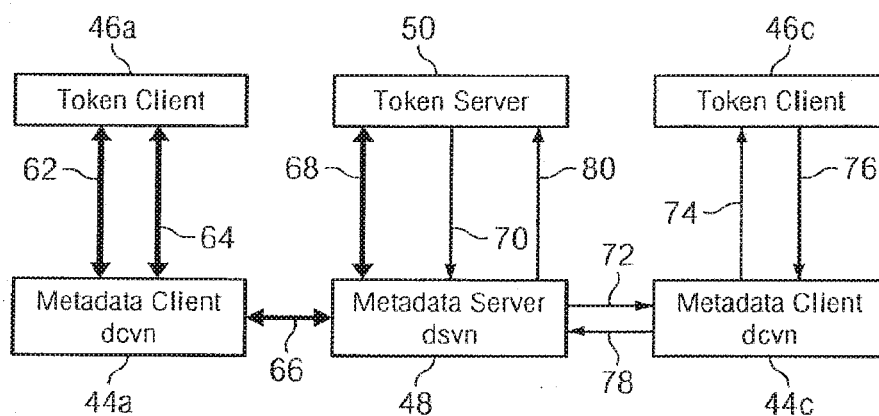 46a
50
46c
Token Client
Token Server
Token Client
62
64
68
70
80
74
76
72
Metadata Client
dcvn
Metadata Server
dsvn
Metadata Client
dcvn
66
78
44a
48
44c